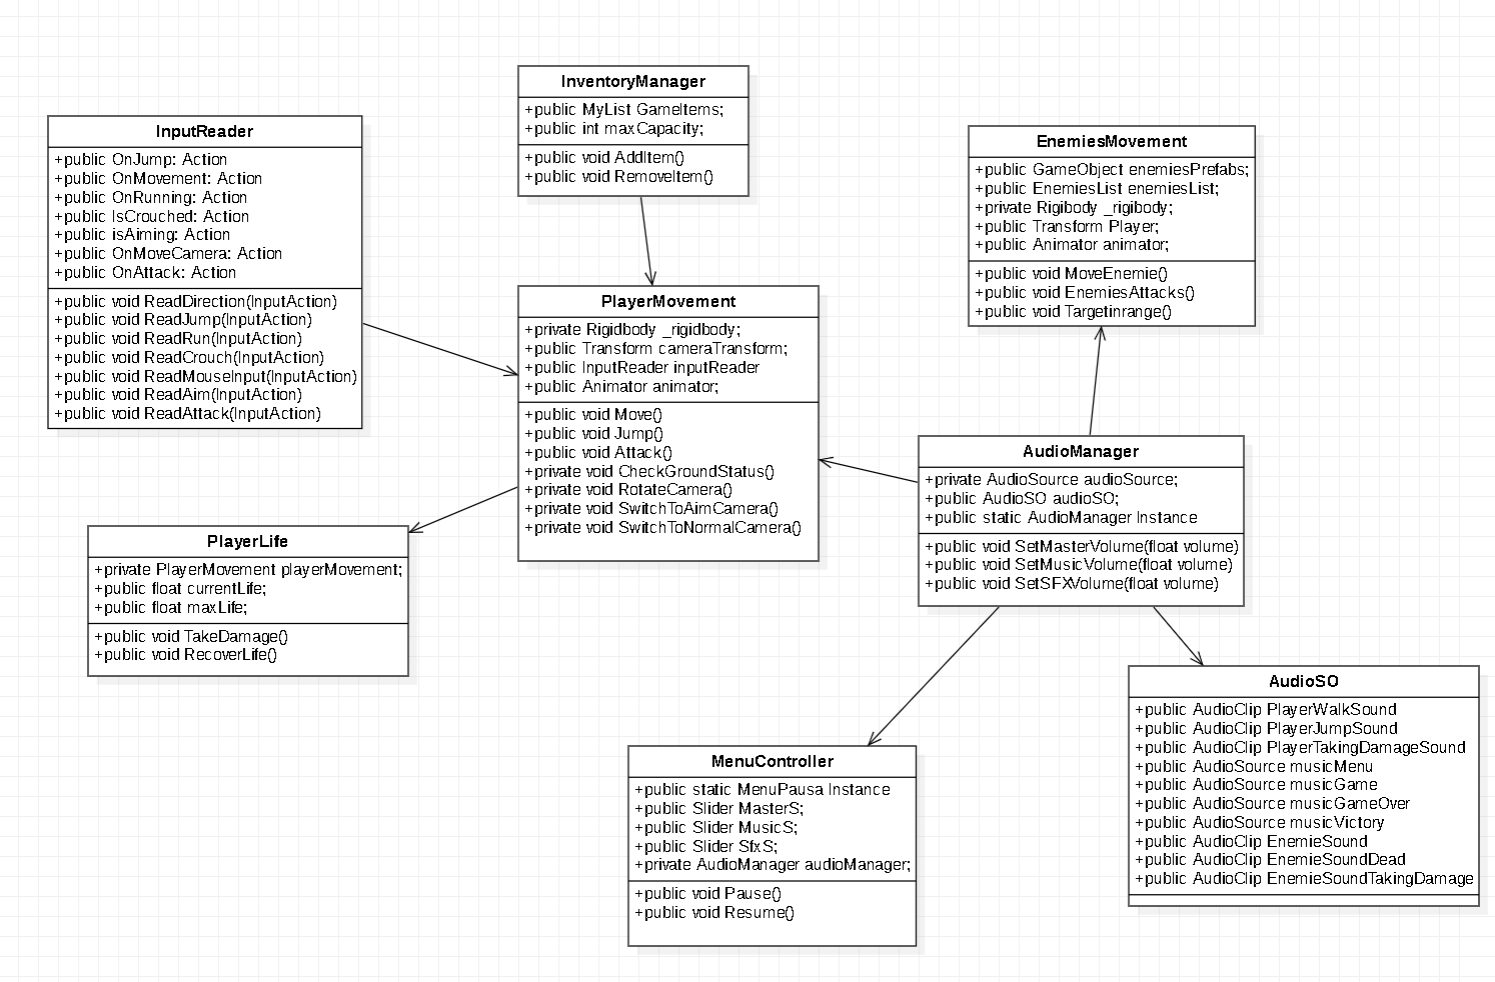 InventoryManager
+public MyList GameItems;
+public int maxCapacity;
+public void AddItem()
+public void RemoveItem()
InputReader
+public OnJump: Action
+public OnMovement: Action
+public OnRunning: Action
+public IsCrouched: Action
+public isAiming: Action
+public OnMoveCamera: Action
+public OnAttack: Action
+public void ReadDirection(InputAction)
+public void ReadJump(InputAction)
+public void ReadRun(InputAction)
+public void ReadCrouch(InputAction)
+public void ReadMouseInput(InputAction)
+public void ReadAim(InputAction)
+public void ReadAttack(InputAction)
EnemiesMovement
+public GameObject enemiesPrefabs;
+public EnemiesList enemiesList;
+private Rigibody _rigibody;
+public Transform Player;
+public Animator animator;
+public void MoveEnemie()
+public void EnemiesAttacks()
+public void Targetinrange()
PlayerMovement
+private Rigidbody _rigidbody;
+public Transform cameraTransform;
+public InputReader inputReader
+public Animator animator;
+public void Move()
+public void Jump()
+public void Attack()
+private void CheckGroundStatus()
+private void RotateCamera()
+private void SwitchToAimCamera()
+private void SwitchToNormalCamera()
AudioManager
+private AudioSource audioSource;
+public AudioSO audioSO;
+public static AudioManager Instance
+public void SetMasterVolume(float volume)
+public void SetMusicVolume(float volume)
+public void SetSFXVolume(float volume)
PlayerLife
+private PlayerMovement playerMovement;
+public float currentLife;
+public float maxLife;
+public void TakeDamage()
+public void RecoverLife()
AudioSO
+public AudioClip PlayerWalkSound
+public AudioClip PlayerJumpSound
+public AudioClip PlayerTakingDamageSound
+public AudioSource musicMenu
+public AudioSource musicGame
+public AudioSource musicGameOver
+public AudioSource musicVictory
+public AudioClip EnemieSound
+public AudioClip EnemieSoundDead
+public AudioClip EnemieSoundTakingDamage
MenuController
+public static MenuPausa Instance
+public Slider MasterS;
+public Slider MusicS;
+public Slider SfxS;
+private AudioManager audioManager;
+public void Pause()
+public void Resume()